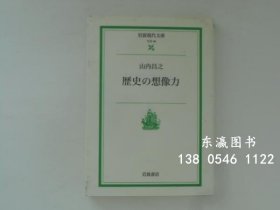 岩波現代文庫
山内昌之
歴史の想像力
岩波書店
东瀛图书
138 0546 1122